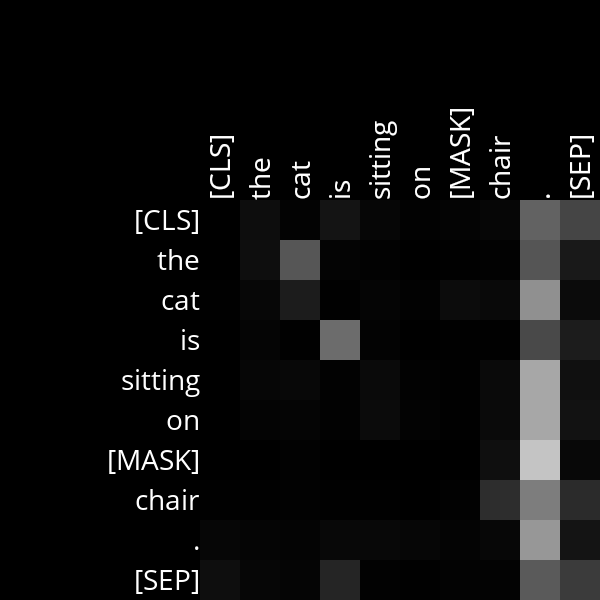 [CLS] the cat is sitting on [MASK] chair . [SEP]
[CLS]
the
cat
is
sitting
on
[MASK]
chair
.
[SEP]